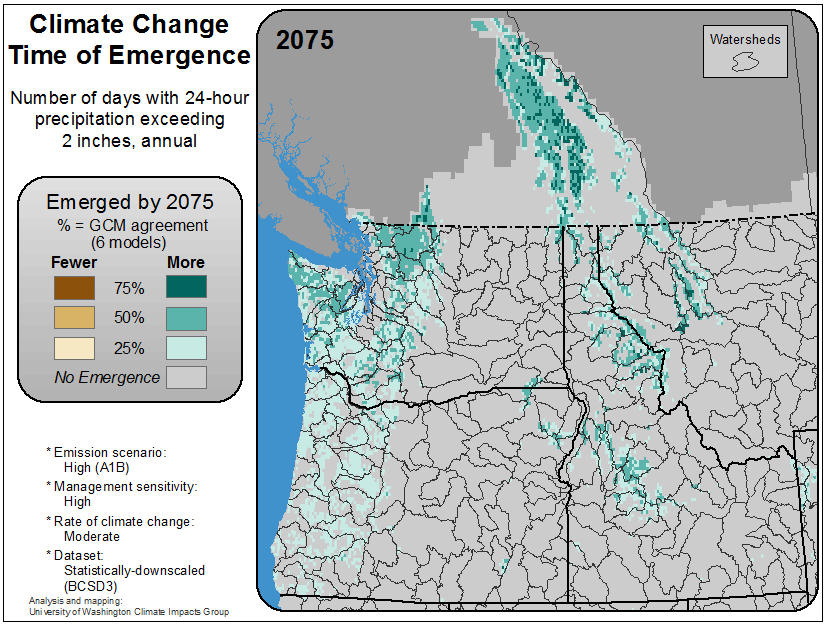 Climate Change
Time of Emergence
Number of days with 24-hour
precipitation exceeding
2 inches, annual
Emerged by 2075
% = GCM agreement
(6 models)
Fewer More
75%
50%
25%
No Emergence
* Emission scenario:
High (A1B)
* Management sensitivity:
High
* Rate of climate change:
Moderate
* Dataset:
Statistically-downscaled
(BCSD3)
Analysis and mapping:
University of Washington Climate Impacts Group
2075
Watersheds